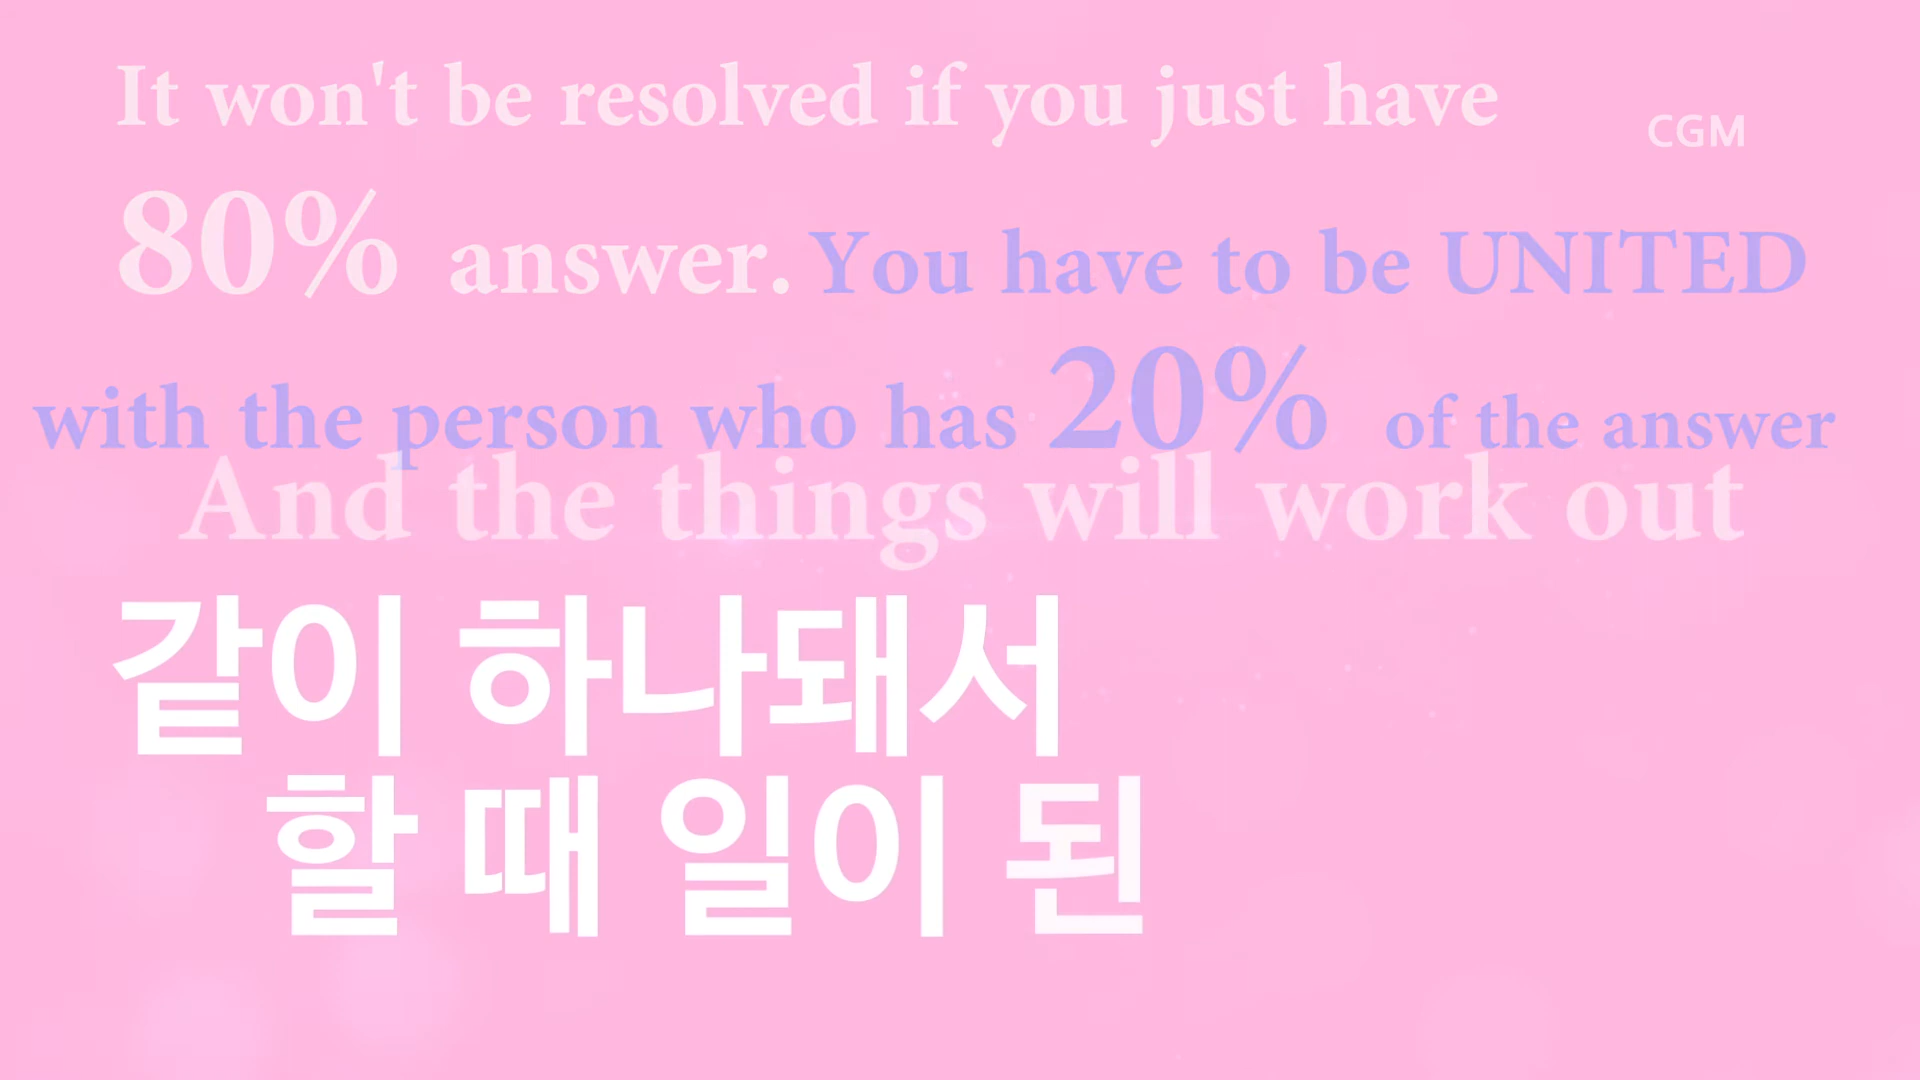 It won't be resolved if you just have
CGM
80% answer. You have to be UNITED
with the person who has 20% of the answer
And the things will work out
같이 하나돼서
할 때 일이 된